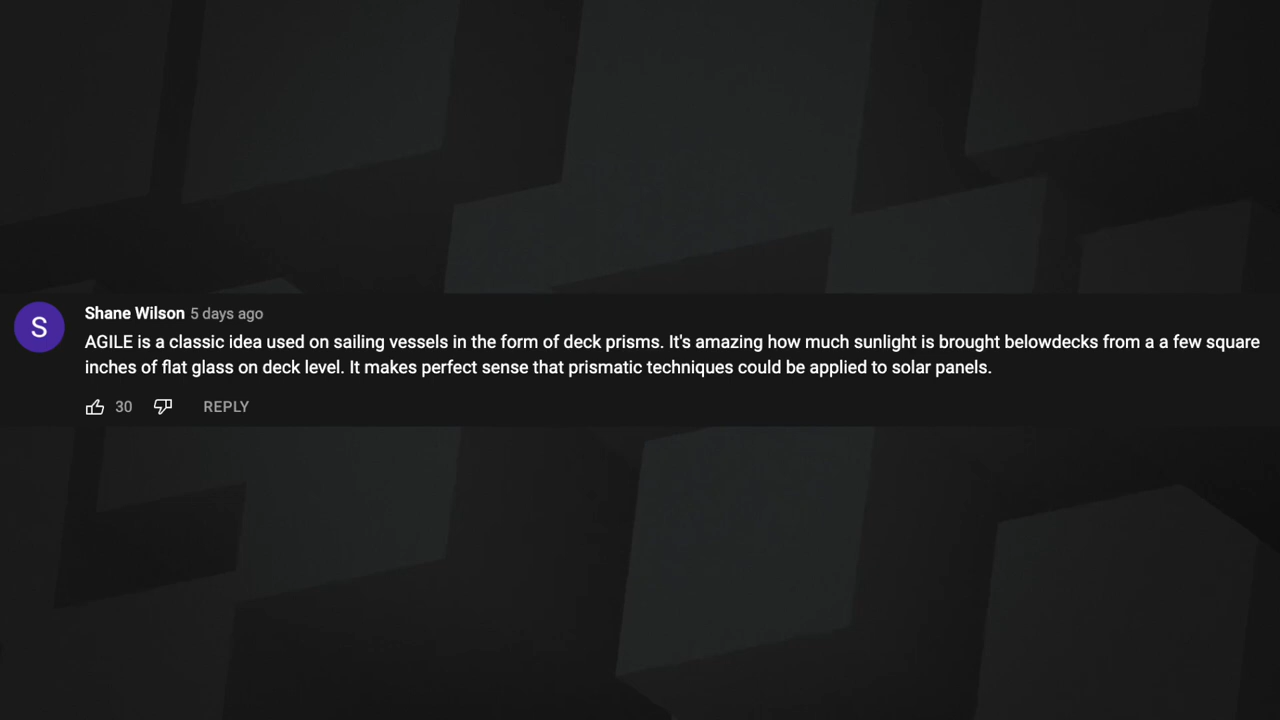 S
Shane Wilson 5 days ago
AGILE is a classic idea used on sailing vessels in the form of deck prisms. It's amazing how much sunlight is brought belowdecks from a a few square
inches of flat glass on deck level. It makes perfect sense that prismatic techniques could be applied to solar panels.
30 REPLY